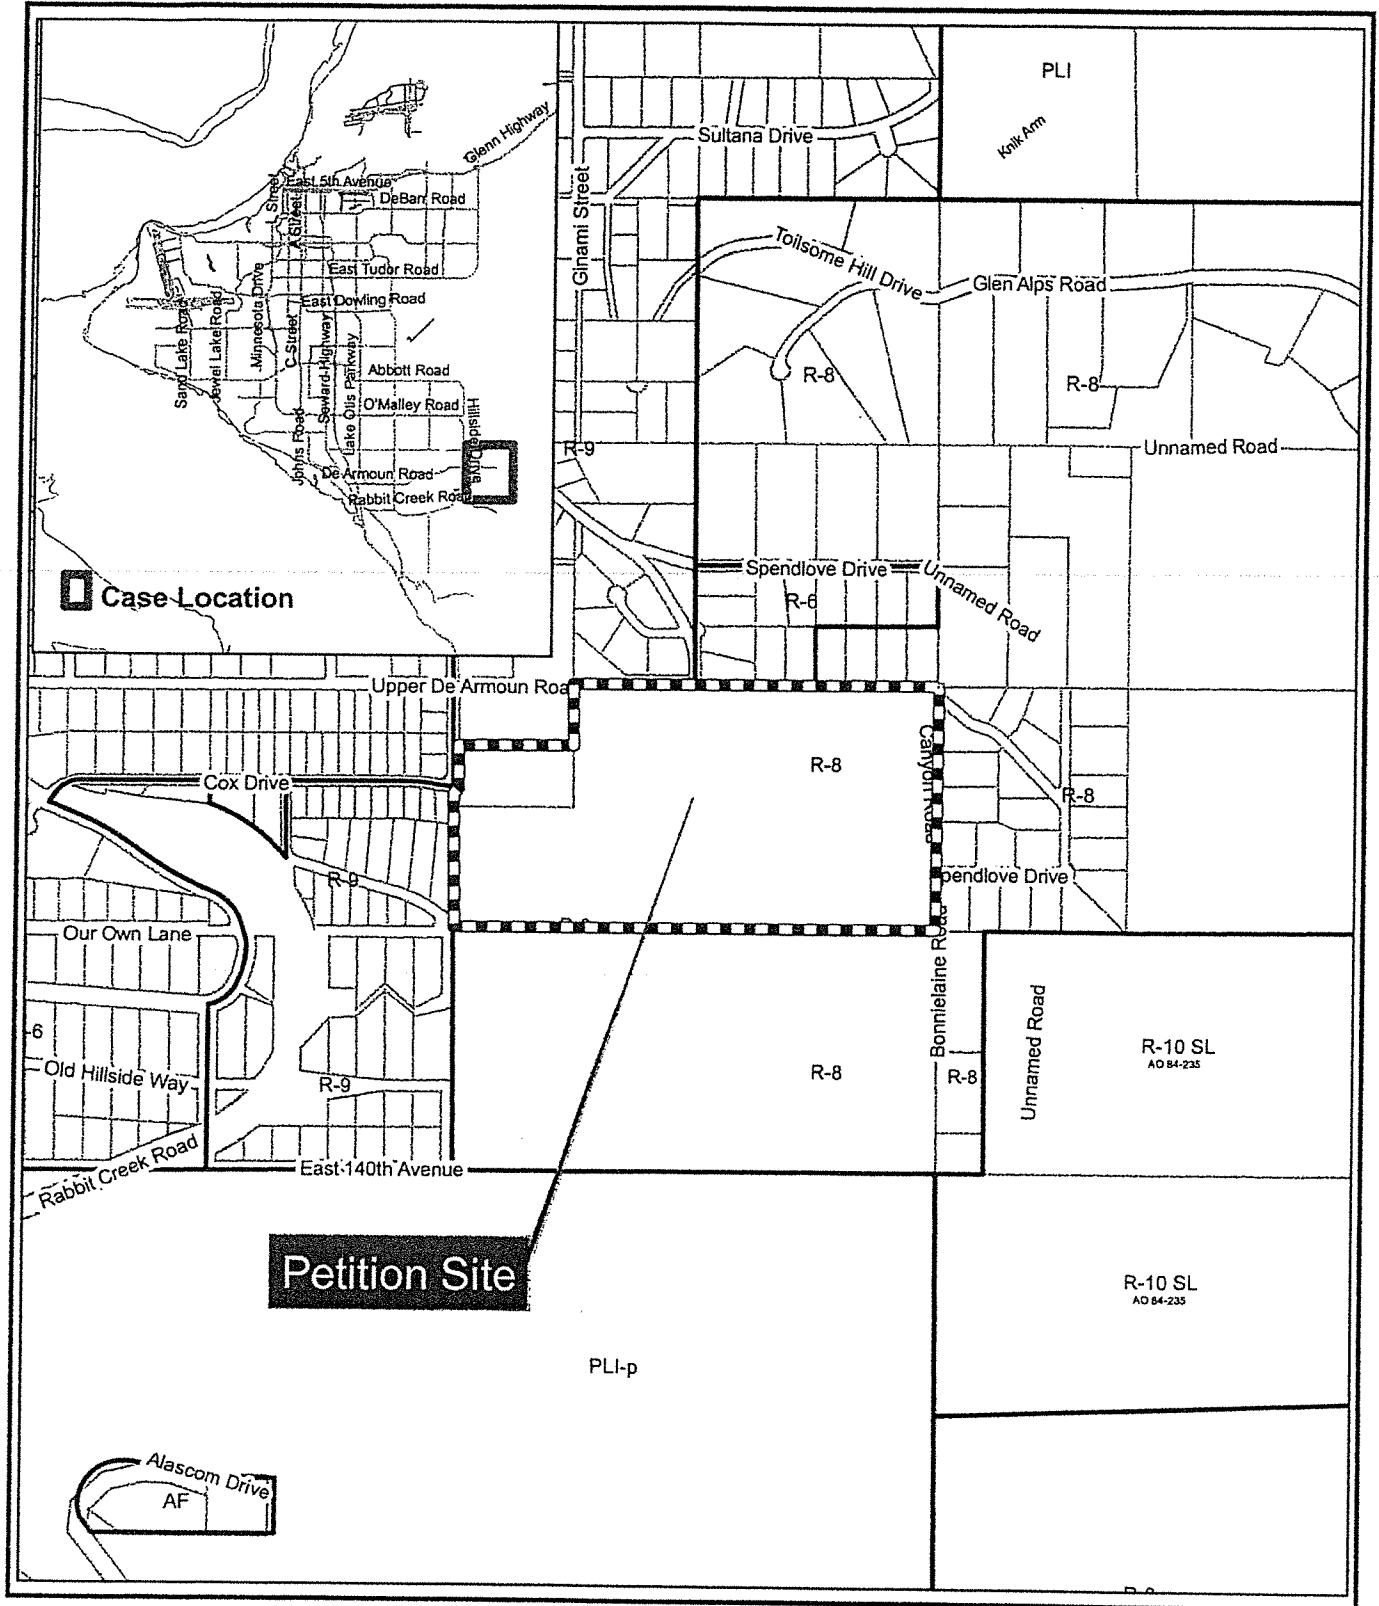 PLI
Knik Arm
Sultana Drive
Glenn Highway
Street
East 5th Avenue
A Street
DeBarr Road
Ginami Street
Toilsome Hill Drive
Glen Alps Road
East Tudor Road
East Dowling Road
Minnesota Drive
C Street
Sand Lake Road
Jewel Lake Road
Seward Highway
Lake Otis Parkway
Abbott Road
O'Malley Road
Hillside Drive
Johns Road
De Armoun Road
Rabbit Creek Roa
R-8
R-8
R-9
Unnamed Road
Spendlove Drive
Unnamed Road
R-6
Case Location
Upper De Armoun Roa
R-8
Canyon Road
Cox Drive
R-8
R-9
pendlove Drive
Our Own Lane
Bonnielaine Road
Unnamed Road
-6
R-10 SL
AO 84-235
Old Hillside Way
R-9
R-8
R-8
Rabbit Creek Road
East 140th Avenue
Petition Site
R-10 SL
AO 84-235
PLI-p
Alascom Drive
AF